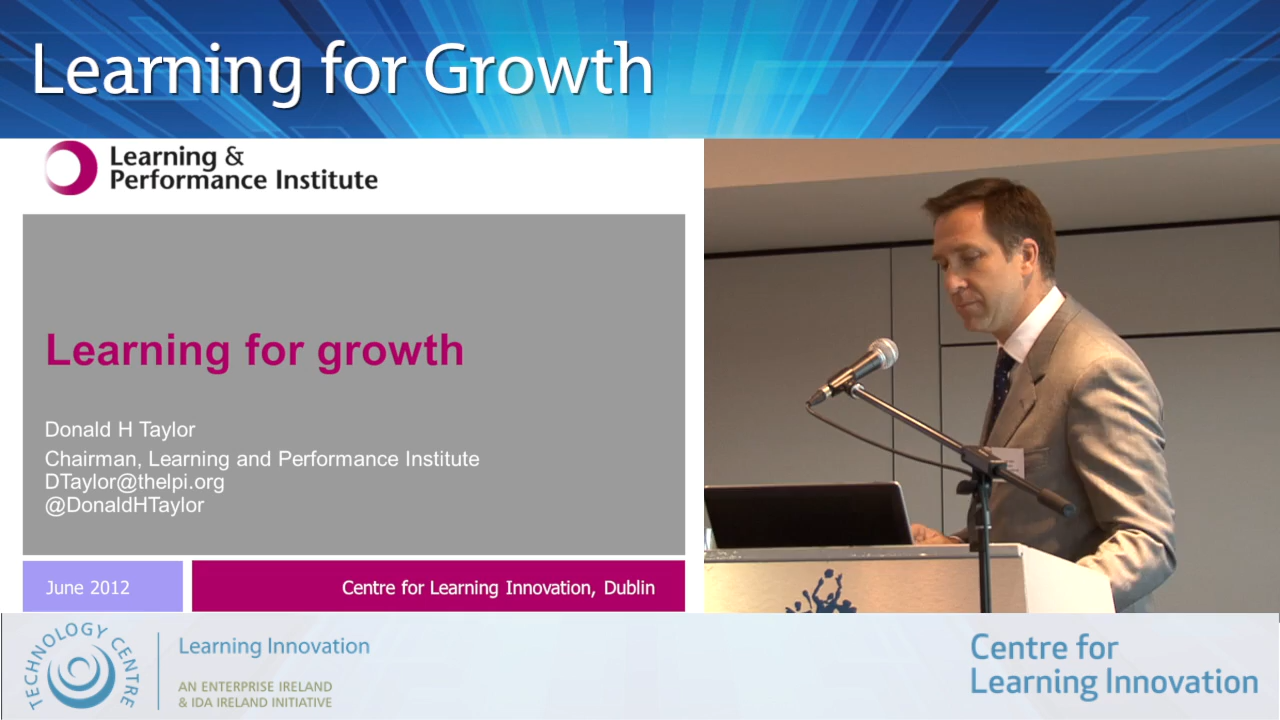 Learning for Growth
Learning &
Performance Institute
Learning for growth
Donald H Taylor
Chairman, Learning and Performance Institute
DTaylor@thelpi.org
@DonaldHTaylor
June 2012
Centre for Learning Innovation, Dublin
TECHNOLOGY CENTRE
Learning Innovation
AN ENTERPRISE IRELAND
& IDA IRELAND INITIATIVE
Centre for
Learning Innovation